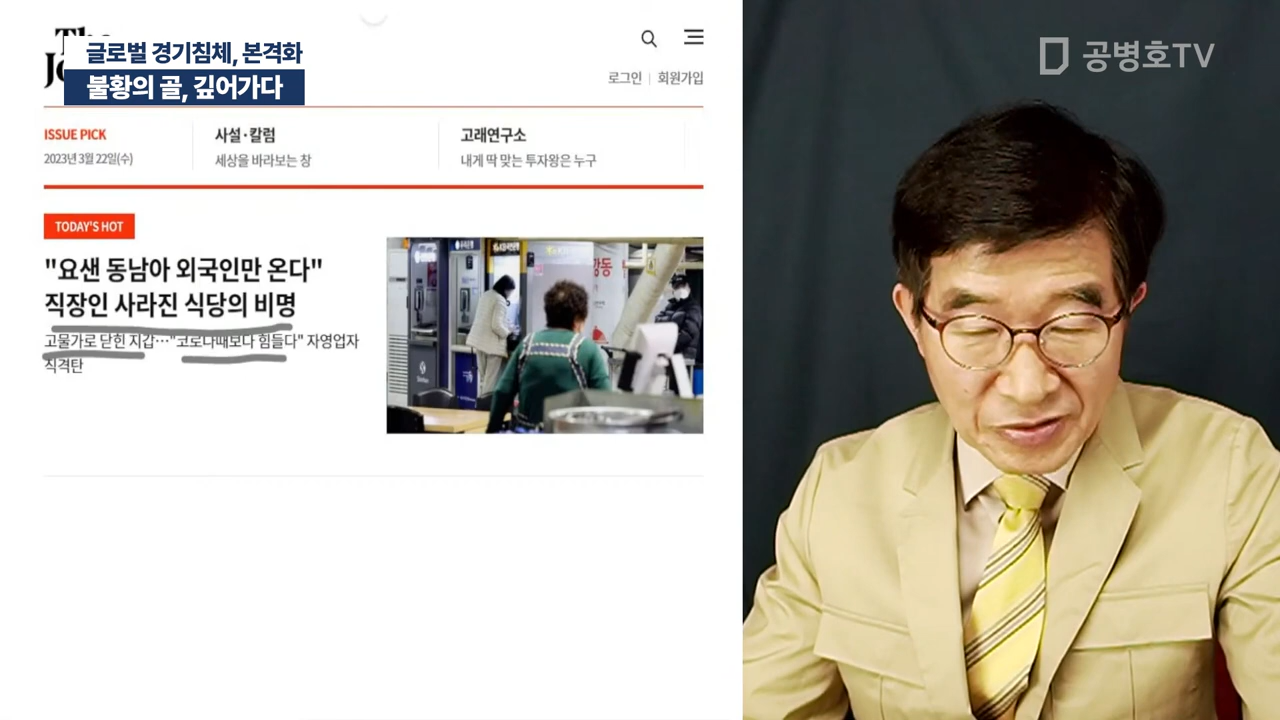 글로벌 경기침체, 본격화
불황의 골, 깊어가다
공병호TV
로그인 | 회원가입
ISSUE PICK
2023년 3월 22일(수)
사설·칼럼
세상을 바라보는 창
고래연구소
내게 딱 맞는 투자왕은 누구
TODAY'S HOT
"요샌 동남아 외국인만 온다"
직장인 사라진 식당의 비명
고물가로 닫힌 지갑…"코로나때보다 힘들다" 자영업자
직격탄